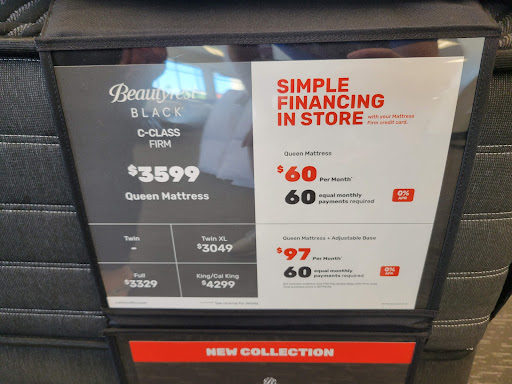 Beautyrest
BLACK
C-CLASS
FIRM
$3599
Queen Mattress
Twin
-
Twin XL
$3049
Full
$3329
King/Cal King
$4299
SIMPLE
FINANCING
IN STORE
with your Mattress
Firm credit card.
Queen Mattress
$60 Per Month*
60 equal monthly
payments required
0%
APR
Queen Mattress + Adjustable Base
$97 Per Month*
60 equal monthly
payments required
0%
APR
NEW COLLECTION